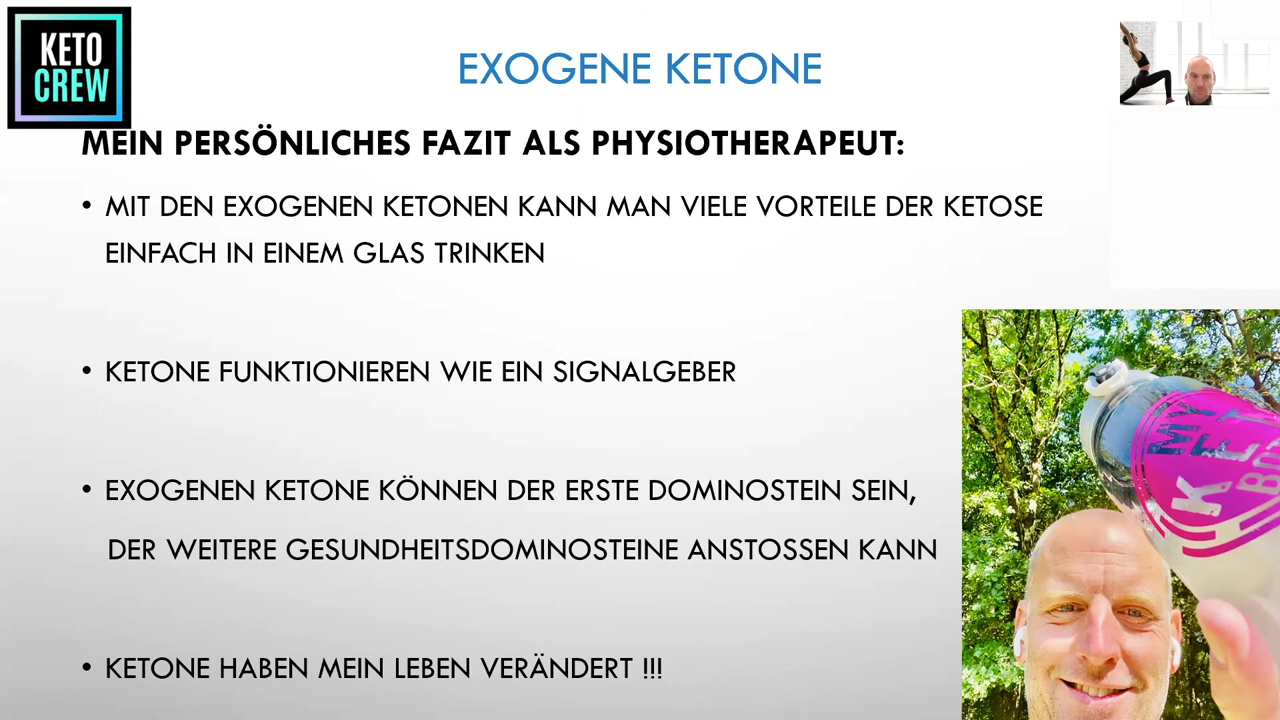 KETO
CREW
EXOGENE KETONE
MEIN PERSÖNLICHES FAZIT ALS PHYSIOTHERAPEUT:
• MIT DEN EXOGENEN KETONEN KANN MAN VIELE VORTEILE DER KETOSE
EINFACH IN EINEM GLAS TRINKEN
• KETONE FUNKTIONIEREN WIE EIN SIGNALGEBER
• EXOGENEN KETONE KÖNNEN DER ERSTE DOMINOSTEIN SEIN,
DER WEITERE GESUNDHEITSDOMINOSTEINE ANSTOSSEN KANN
• KETONE HABEN MEIN LEBEN VERÄNDERT !!!
MY